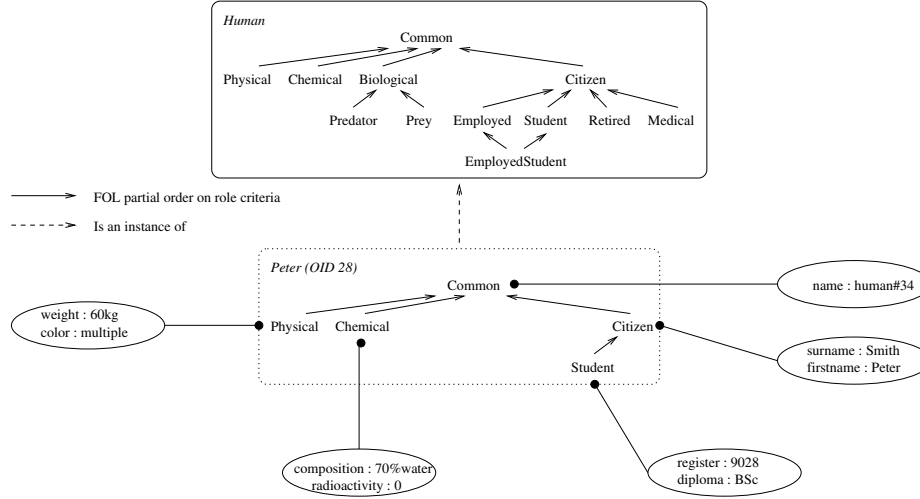 Human
Common
Physical Chemical Biological Citizen
Predator Prey Employed Student Retired Medical
EmployedStudent
FOL partial order on role criteria
Is an instance of
Peter (OID 28)
Common
name : human#34
weight : 60kg
color : multiple
Physical Chemical Citizen
surname : Smith
firstname : Peter
Student
composition : 70%water
radioactivity : 0
register : 9028
diploma : BSc